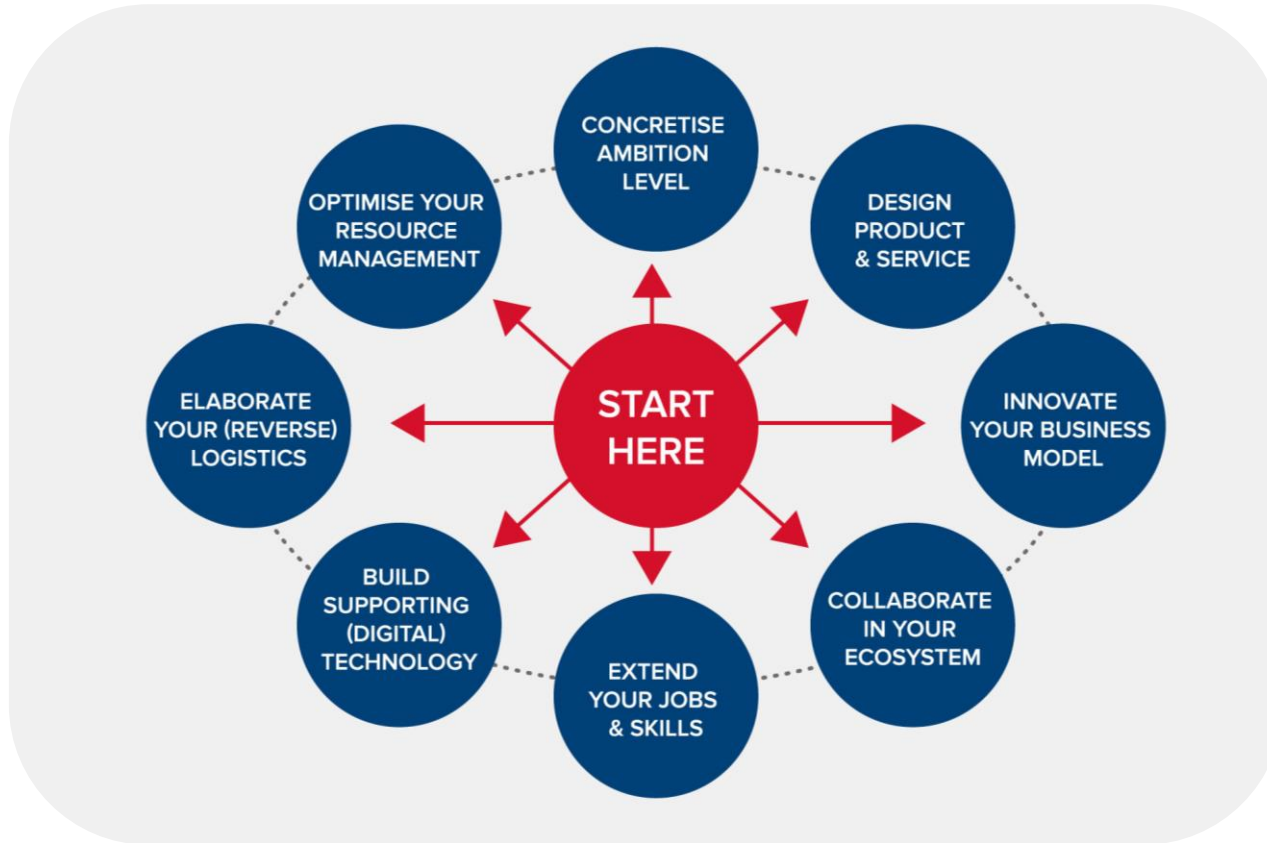 CONCRETISE
AMBITION
LEVEL
DESIGN
PRODUCT
& SERVICE
INNOVATE
YOUR BUSINESS
MODEL
COLLABORATE
IN YOUR
ECOSYSTEM
EXTEND
YOUR JOBS
& SKILLS
BUILD
SUPPORTING
(DIGITAL)
TECHNOLOGY
ELABORATE
YOUR (REVERSE)
LOGISTICS
OPTIMISE YOUR
RESOURCE
MANAGEMENT
START
HERE